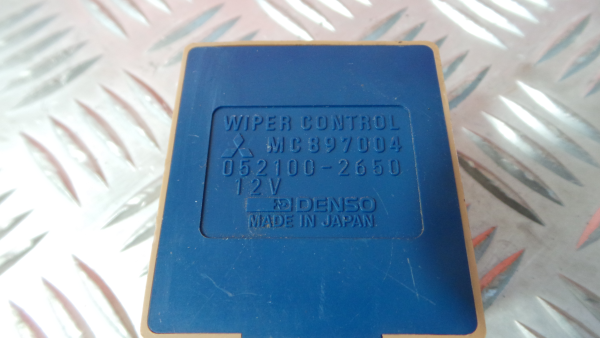 WIPER CONTROL
MC897004
052100-2650
12V
DENSO
MADE IN JAPAN